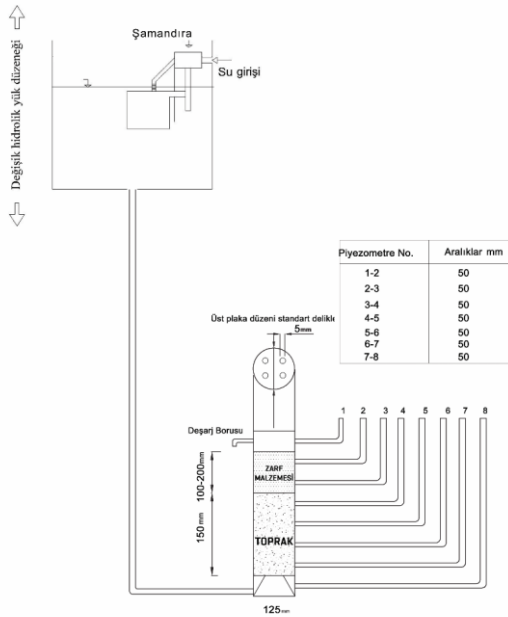 Değişik hidrolik yük düzeneği
Şamandıra
Su girişi
Piyezometre No. Aralıklar mm
1-2 50
2-3 50
3-4 50
4-5 50
5-6 50
6-7 50
7-8 50
Üst plaka düzeni standart delikle
5mm
1 2 3 4 5 6 7 8
Deşarj Borusu
100-200mm
ZARF
MALZEMESİ
150 mm
TOPRAK
125mm